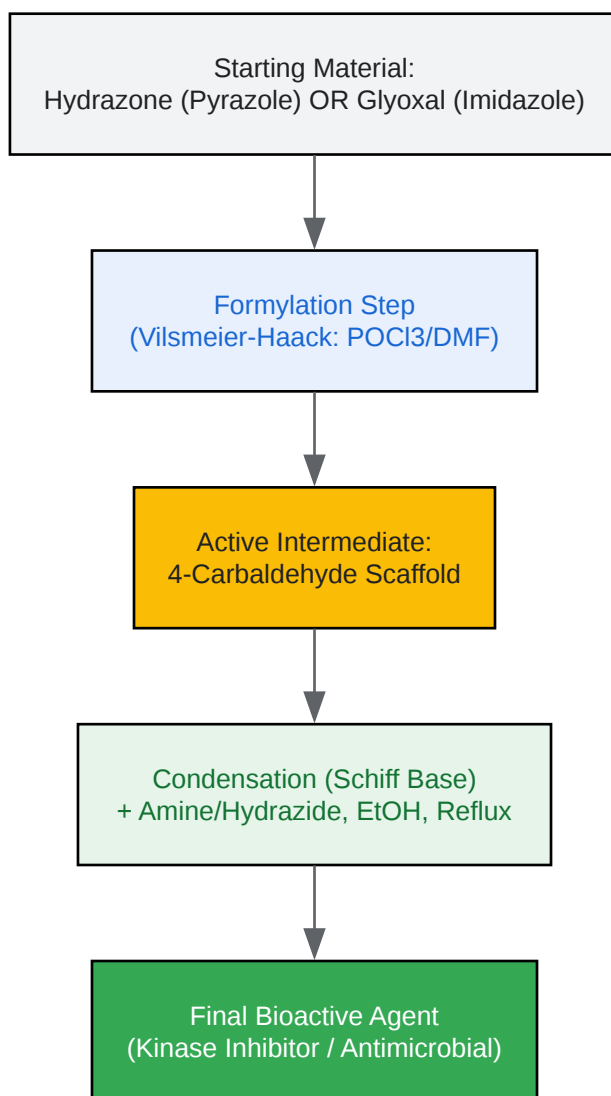 Starting Material:
Hydrazone (Pyrazole) OR Glyoxal (Imidazole)
Formylation Step
(Vilsmeier-Haack: POCl3/DMF)
Active Intermediate:
4-Carbaldehyde Scaffold
Condensation (Schiff Base)
+ Amine/Hydrazide, EtOH, Reflux
Final Bioactive Agent
(Kinase Inhibitor / Antimicrobial)